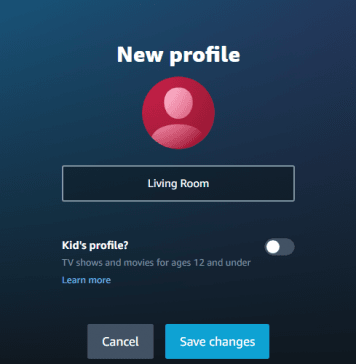 New profile
Living Room
Kid's profile?
TV shows and movies for ages 12 and under
Learn more
Cancel Save changes